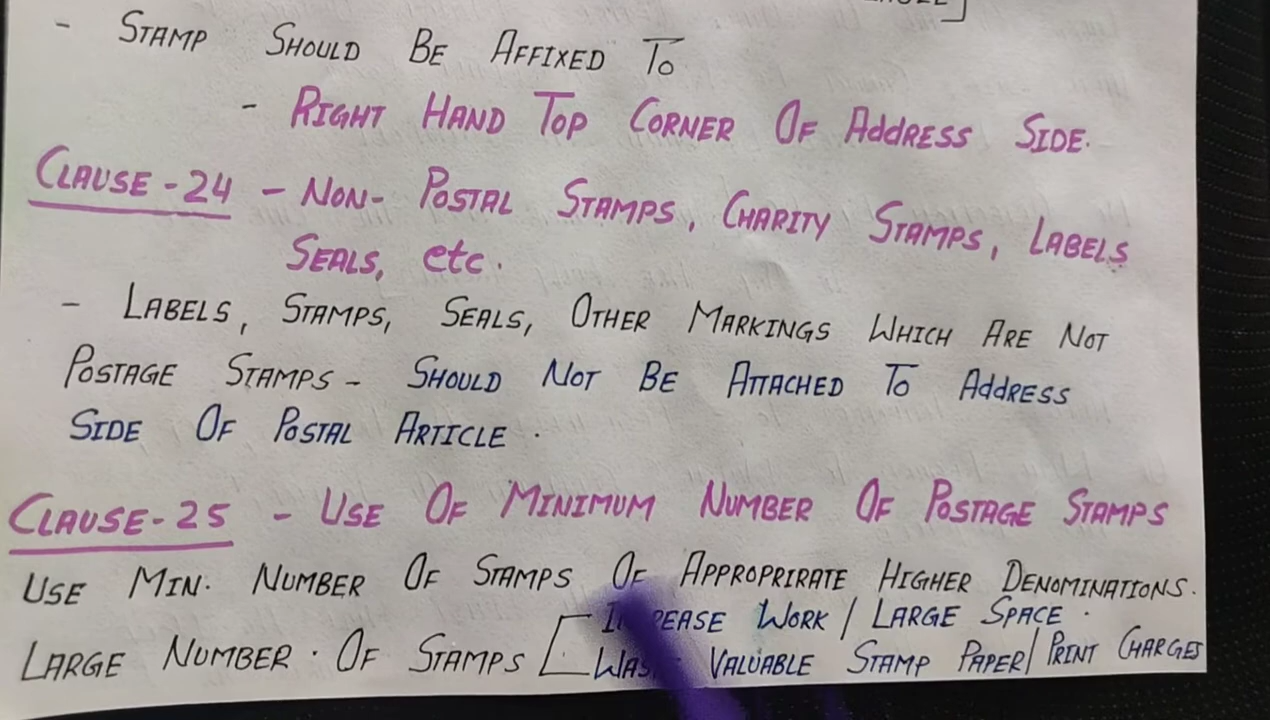 - STAMP SHOULD BE AFFIXED TO
- RIGHT HAND TOP CORNER OF ADDRESS SIDE.
CLAUSE-24 - NON-POSTAL STAMPS, CHARITY STAMPS, LABELS
SEALS, etc.
- LABELS, STAMPS, SEALS, OTHER MARKINGS WHICH ARE NOT
POSTAGE STAMPS - SHOULD NOT BE ATTACHED TO ADDRESS
SIDE OF POSTAL ARTICLE.
CLAUSE-25 - USE OF MINIMUM NUMBER OF POSTAGE STAMPS
USE MIN. NUMBER OF STAMPS OF APPROPRIRATE HIGHER DENOMINATIONS.
WORK / LARGE SPACE.
LARGE NUMBER. OF STAMPS VALUABLE STAMP PAPER/PRINT CHARGES